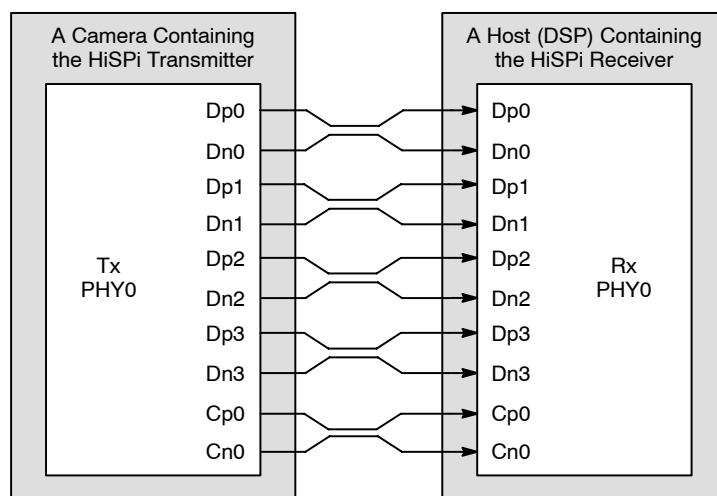 A Camera Containing
the HiSPi Transmitter
A Host (DSP) Containing
the HiSPi Receiver
Tx
PHY0
Dp0
Dn0
Dp1
Dn1
Dp2
Dn2
Dp3
Dn3
Cp0
Cn0
Dp0
Dn0
Dp1
Dn1
Dp2
Dn2
Dp3
Dn3
Cp0
Cn0
Rx
PHY0